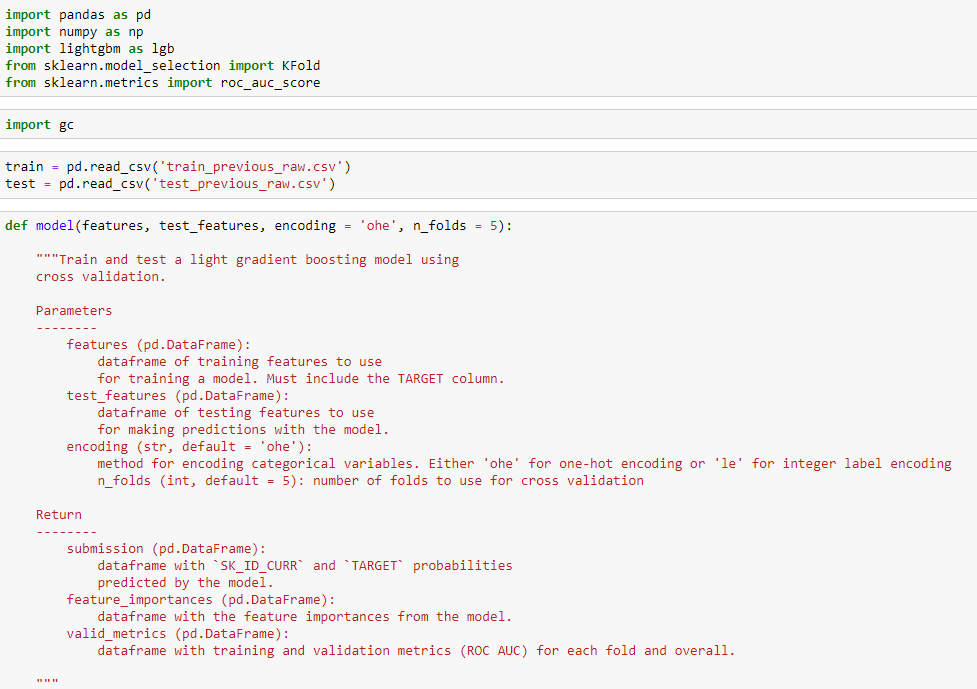 import pandas as pd
import numpy as np
import lightgbm as lgb
from sklearn.model_selection import KFold
from sklearn.metrics import roc_auc_score
import gc
train = pd.read_csv('train_previous_raw.csv')
test = pd.read_csv('test_previous_raw.csv')
def model(features, test_features, encoding = 'ohe', n_folds = 5):
    """Train and test a light gradient boosting model using
    cross validation.
    Parameters
    --------
        features (pd.DataFrame):
            dataframe of training features to use
            for training a model. Must include the TARGET column.
        test_features (pd.DataFrame):
            dataframe of testing features to use
            for making predictions with the model.
        encoding (str, default = 'ohe'):
            method for encoding categorical variables. Either 'ohe' for one-hot encoding or 'le' for integer label encoding
            n_folds (int, default = 5): number of folds to use for cross validation
    Return
    --------
        submission (pd.DataFrame):
            dataframe with `SK_ID_CURR` and `TARGET` probabilities
            predicted by the model.
        feature_importances (pd.DataFrame):
            dataframe with the feature importances from the model.
        valid_metrics (pd.DataFrame):
            dataframe with training and validation metrics (ROC AUC) for each fold and overall.
    """